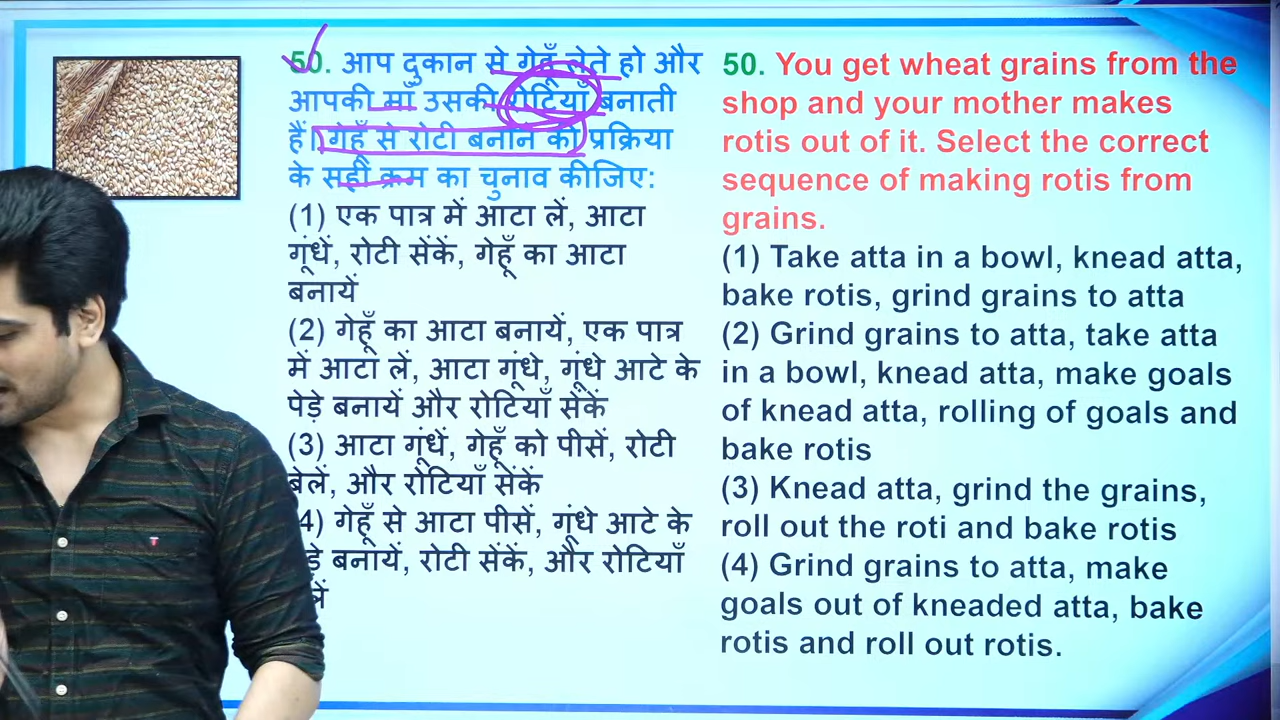 50. आप दुकान से गेहूँ लेते हो और
आपकी माँ उसकी रोटियाँ बनाती
हैं। गेहूँ से रोटी बनाने की प्रक्रिया
के सही क्रम का चुनाव कीजिए:
(1) एक पात्र में आटा लें, आटा
गूंधें, रोटी सेंकें, गेहूँ का आटा
बनायें
(2) गेहूँ का आटा बनायें, एक पात्र
में आटा लें, आटा गूंधे, गूंधे आटे के
पेड़े बनायें और रोटियाँ सेंकें
(3) आटा गूंधें, गेहूँ को पीसें, रोटी
बेलें, और रोटियाँ सेंकें
4) गेहूँ से आटा पीसें, गूंधे आटे के
बनायें, रोटी सेंकें, और रोटियाँ
50. You get wheat grains from the
shop and your mother makes
rotis out of it. Select the correct
sequence of making rotis from
grains.
(1) Take atta in a bowl, knead atta,
bake rotis, grind grains to atta
(2) Grind grains to atta, take atta
in a bowl, knead atta, make goals
of knead atta, rolling of goals and
bake rotis
(3) Knead atta, grind the grains,
roll out the roti and bake rotis
(4) Grind grains to atta, make
goals out of kneaded atta, bake
rotis and roll out rotis.